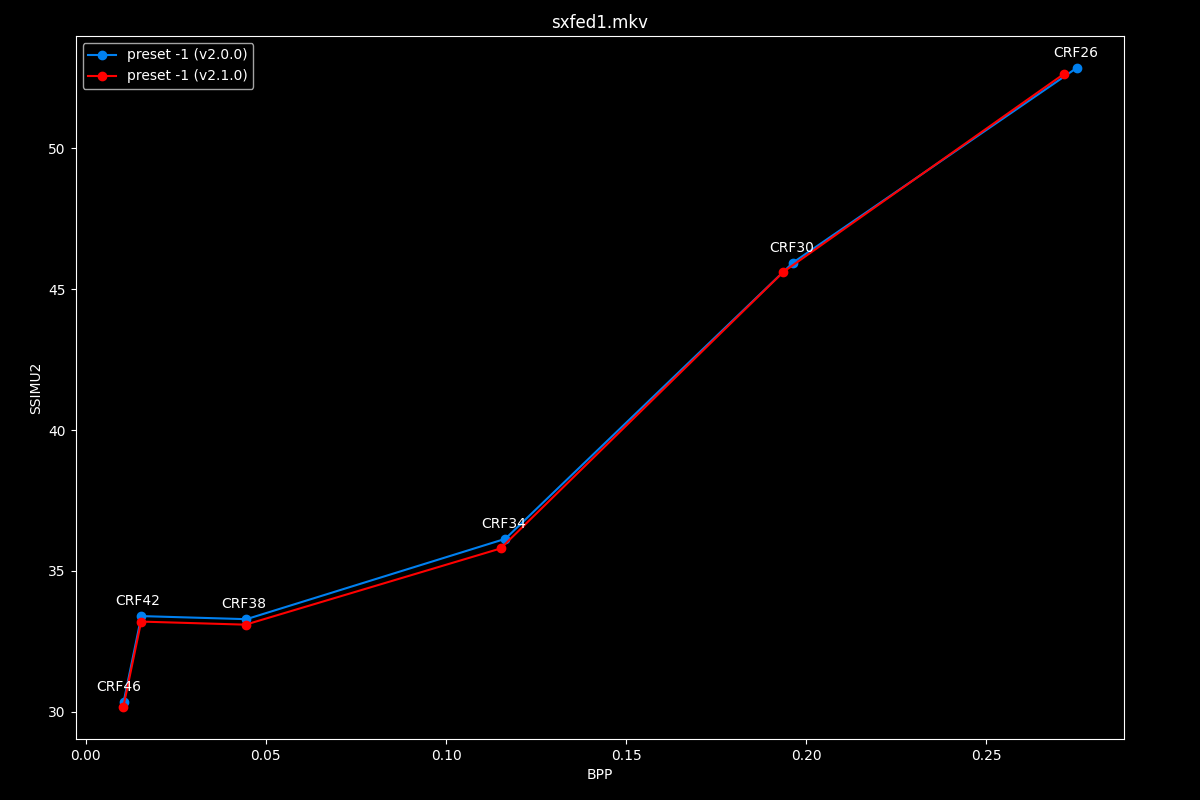 sxfed1.mkv
preset -1 (v2.0.0)
preset -1 (v2.1.0)
CRF26
CRF30
CRF34
CRF38
CRF42
CRF46
SSIMU2
50
45
40
35
30
0.00 0.05 0.10 0.15 0.20 0.25
BPP